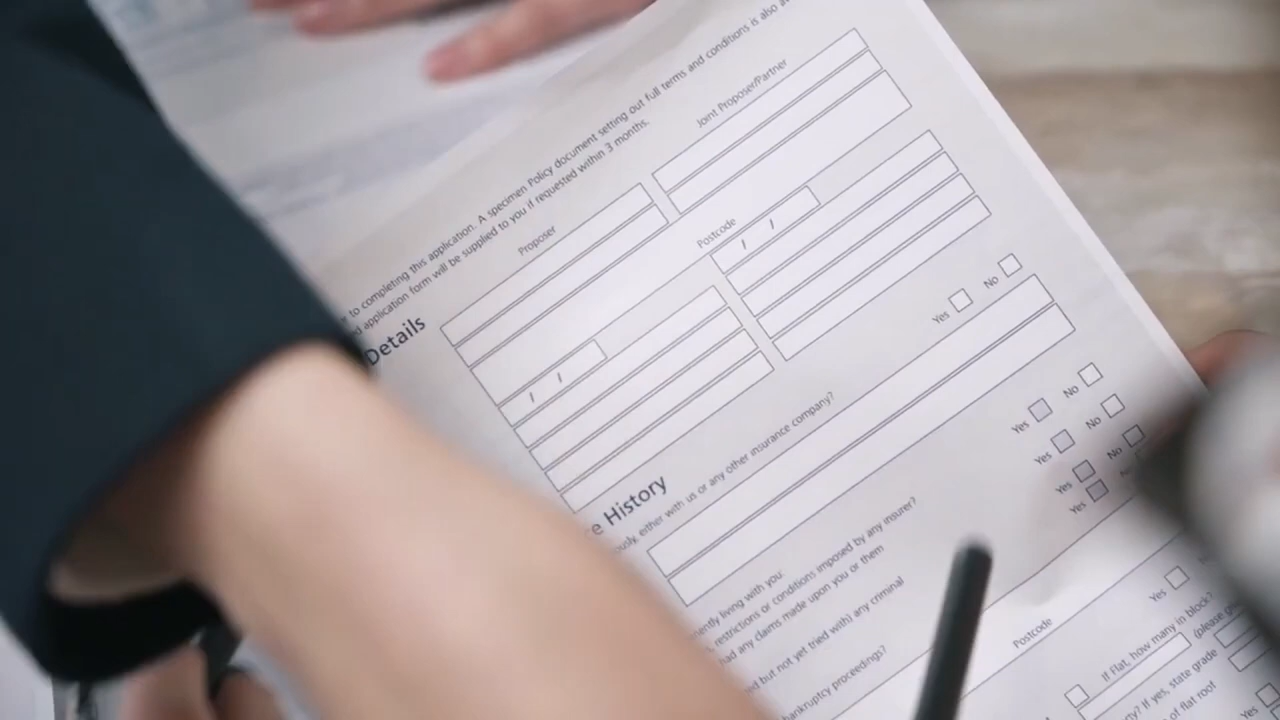 to completing this application. A specimen Policy document setting out full terms and conditions is also
application form will be supplied to you if requested within 3 months.
Details
Proposer
Joint Proposer/Partner
/ /
Postcode
/ /
Yes No
History
either with us or any other insurance company?
Yes No
Yes No
Yes No
Yes
living with you:
restrictions or conditions imposed by any insurer?
had any claims made upon you or them
but not yet tried with) any criminal
proceedings?
Postcode
Yes
If Flat, how many in block?
(please
If yes, state grade
of flat roof
Yes